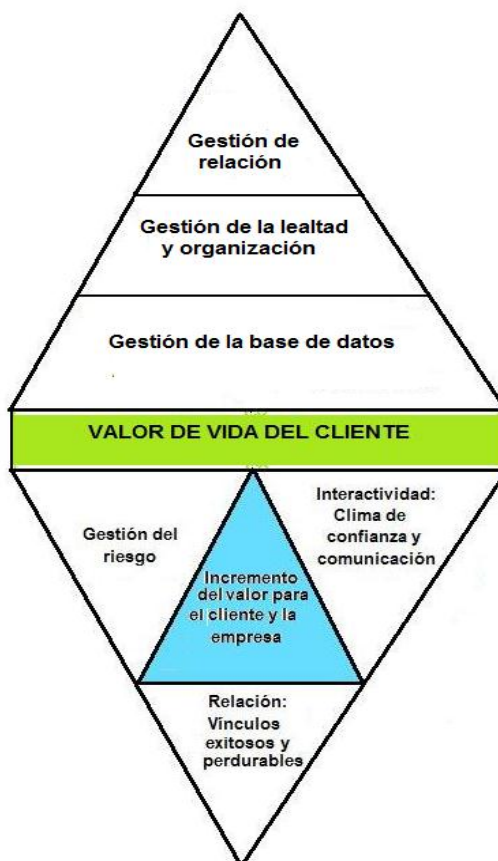 Gestión de
relación
Gestión de la lealtad
y organización
Gestión de la base de datos
VALOR DE VIDA DEL CLIENTE
Gestión del
riesgo
Interactividad:
Clima de
confianza y
comunicación
Incremento
del valor para
el cliente y la
empresa
Relación:
Vínculos
exitosos y
perdurables